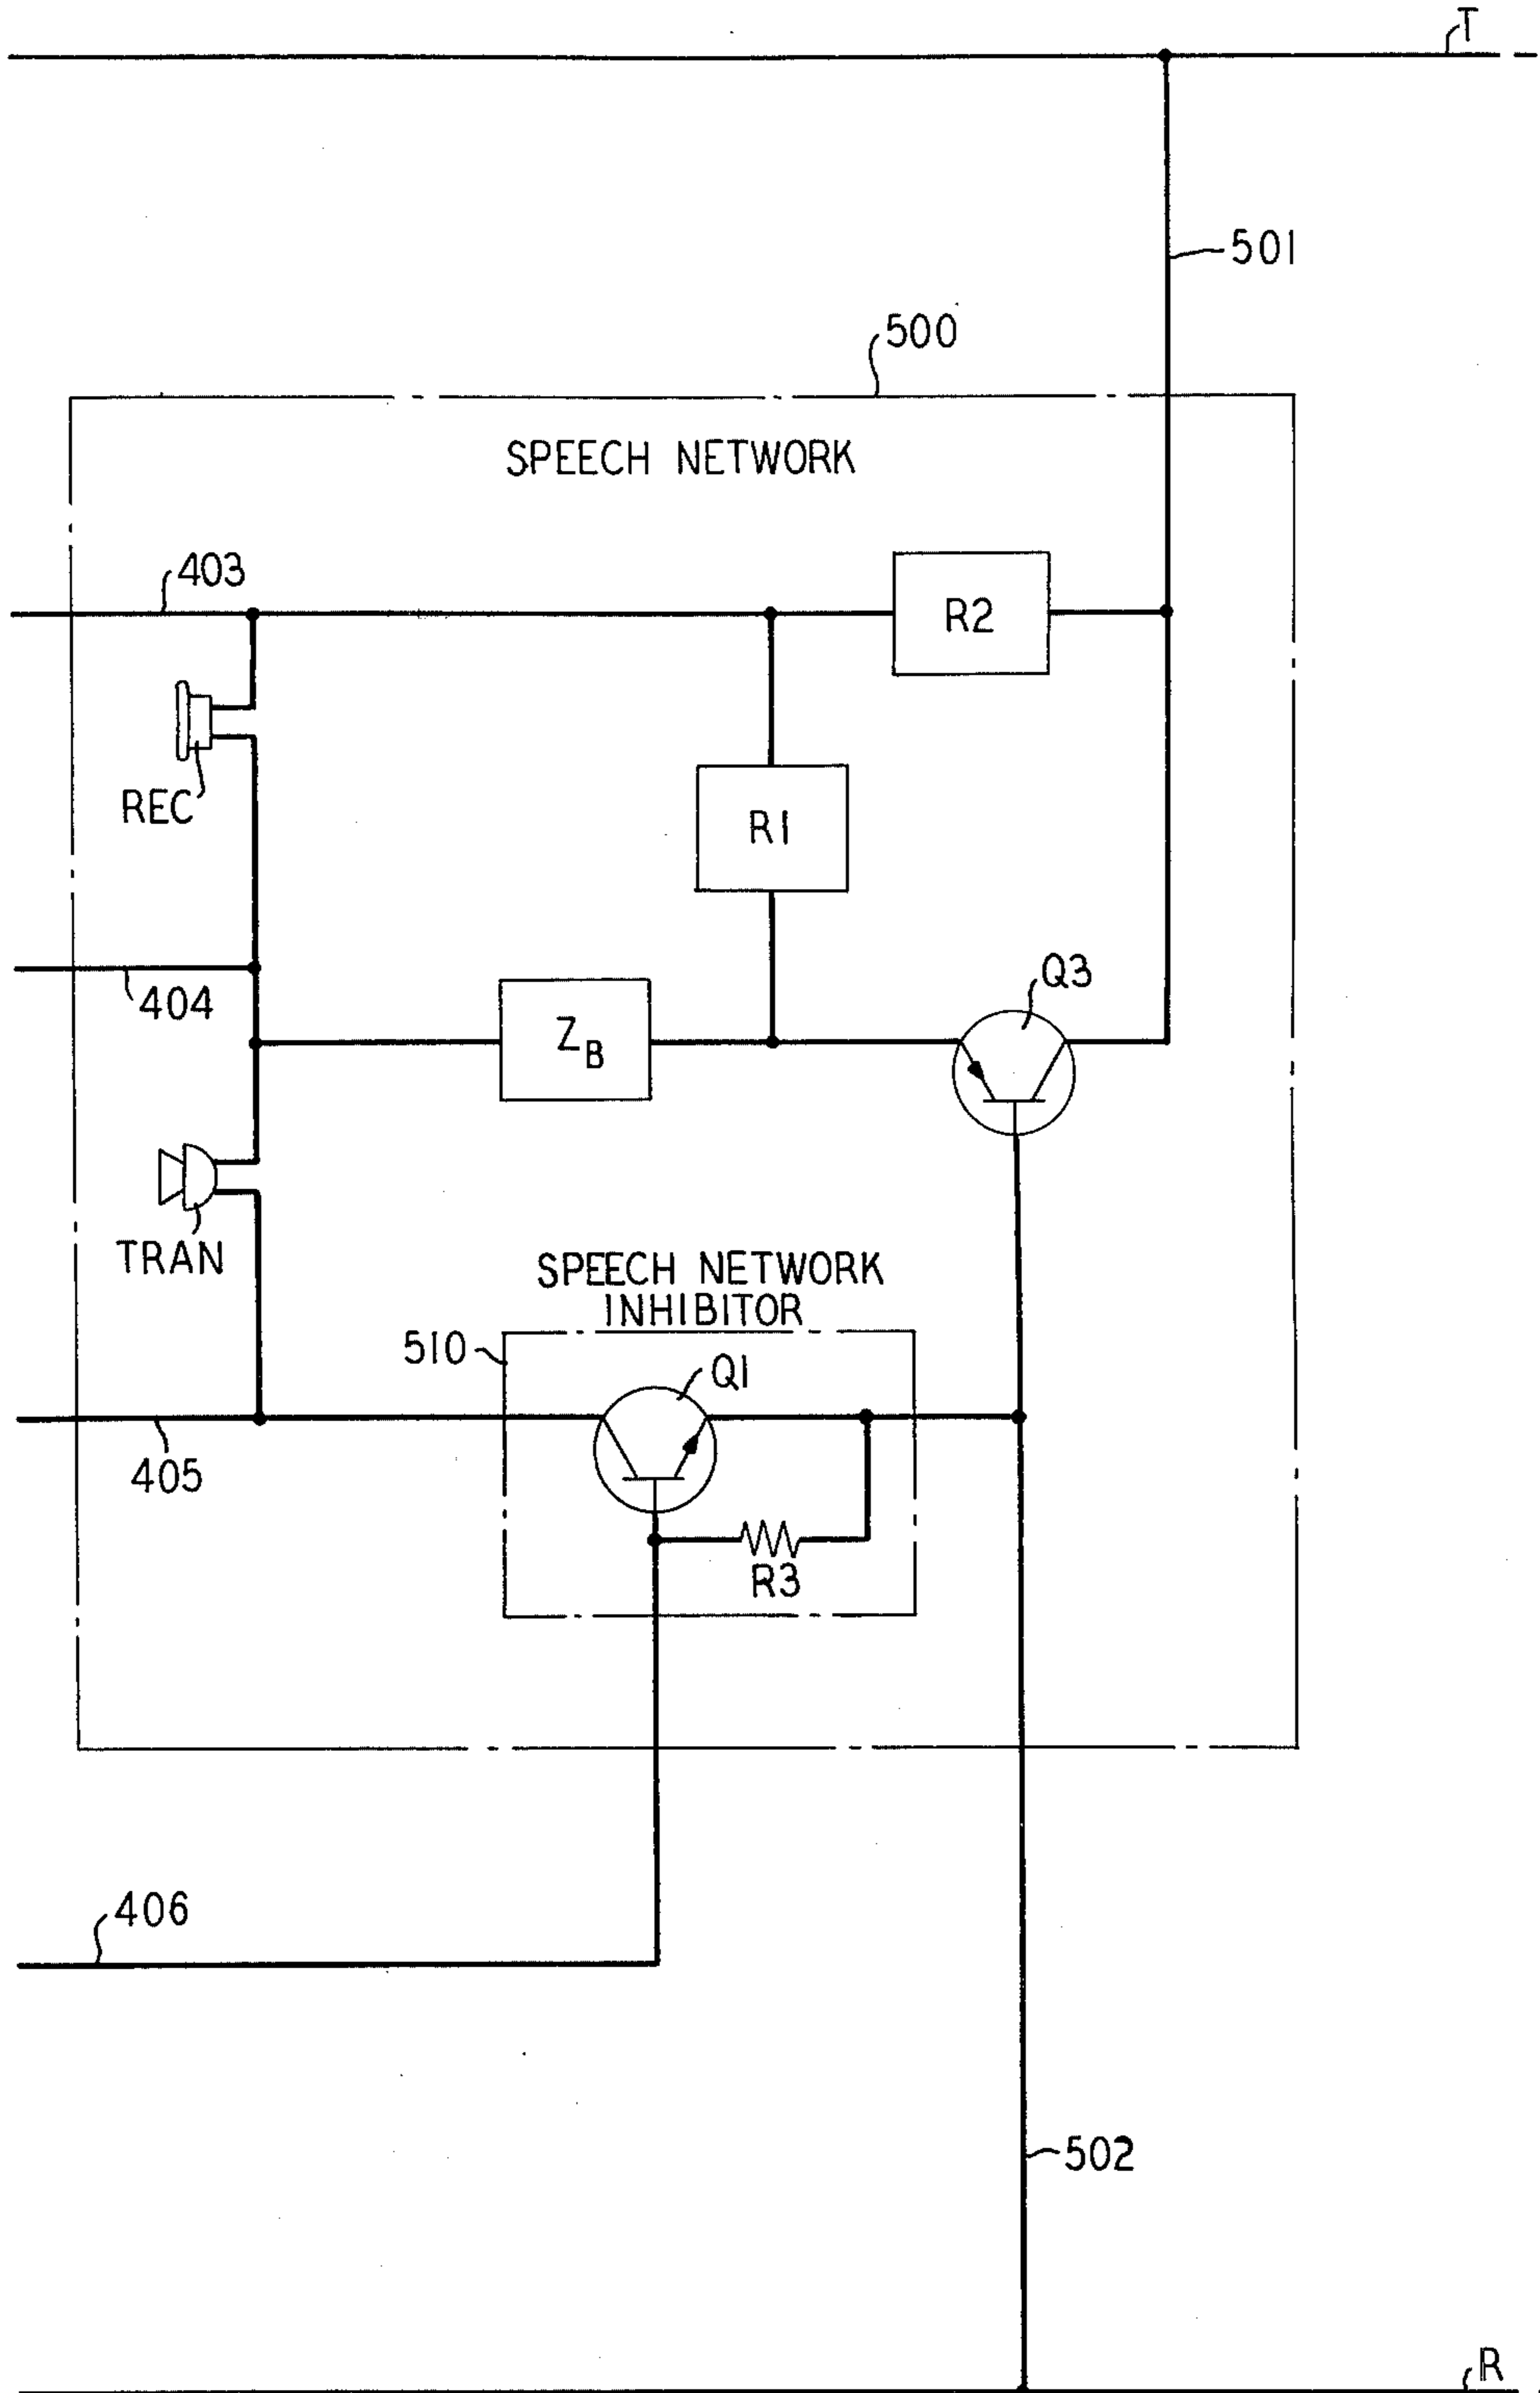 T
501
500
SPEECH NETWORK
403
R2
REC
R1
404
Q3
ZB
TRAN
SPEECH NETWORK
INHIBITOR
510
Q1
405
R3
406
502
R